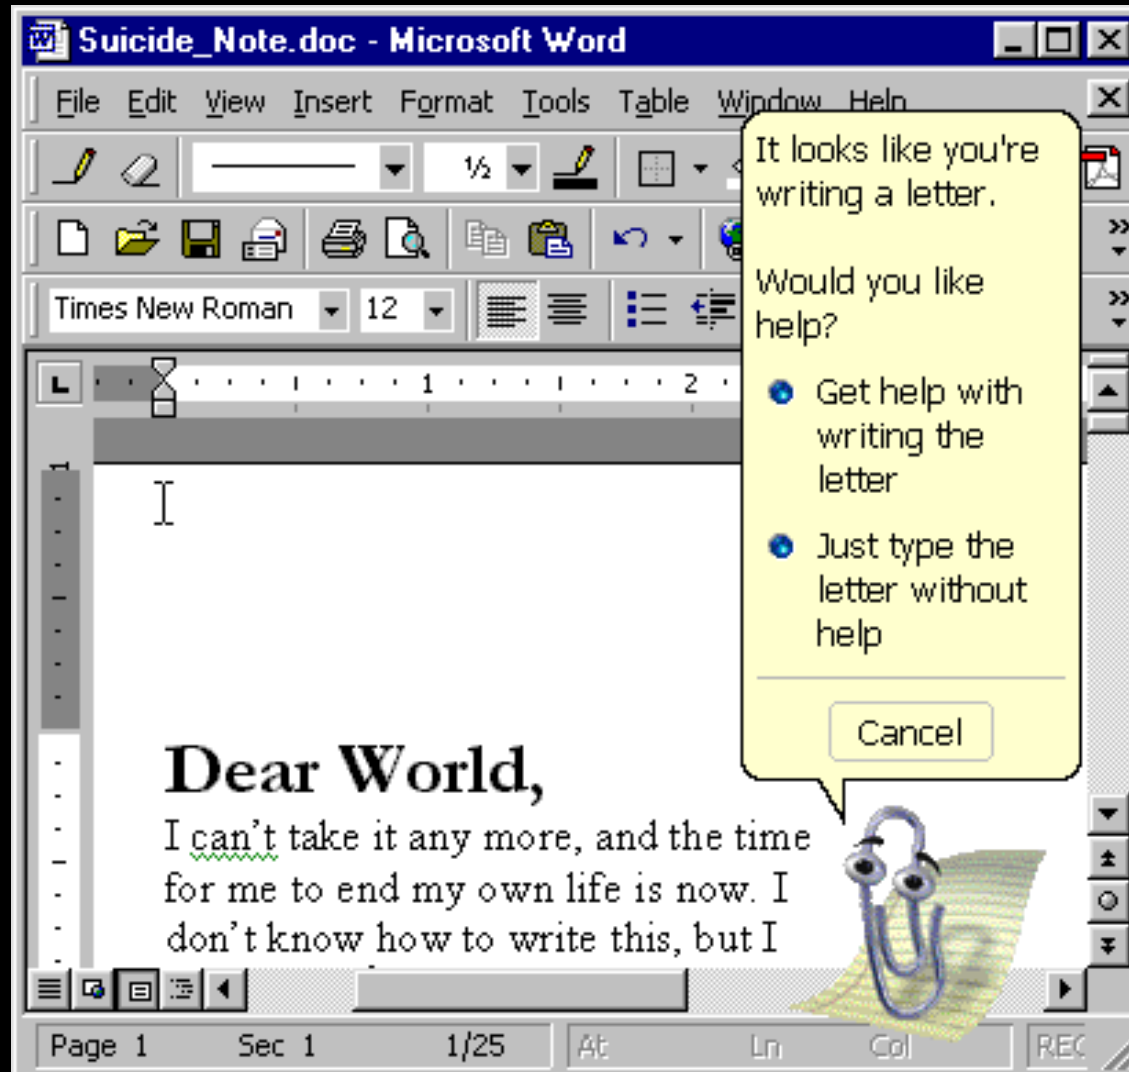 Suicide_Note.doc - Microsoft Word
File Edit View Insert Format Tools Table Window Help
½
Times New Roman 12
L 1 2
It looks like you're
writing a letter.
Would you like
help?
Get help with
writing the
letter
Just type the
letter without
help
Cancel
Dear World,
I can't take it any more, and the time
for me to end my own life is now. I
don't know how to write this, but I
Page 1 Sec 1 1/25 At Ln Col REC